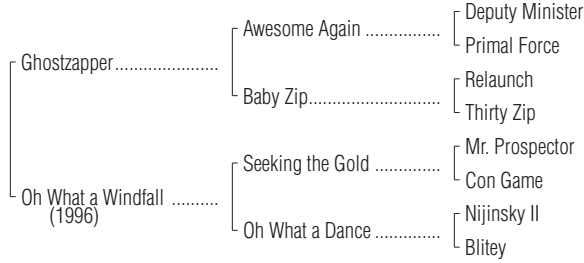 Deputy Minister
Awesome Again ................
Primal Force
Ghostzapper......................
Relaunch
Baby Zip............................
Thirty Zip
Mr. Prospector
Seeking the Gold ..............
Con Game
Oh What a Windfall ..........
(1996)
Nijinsky II
Oh What a Dance ..............
Blitey